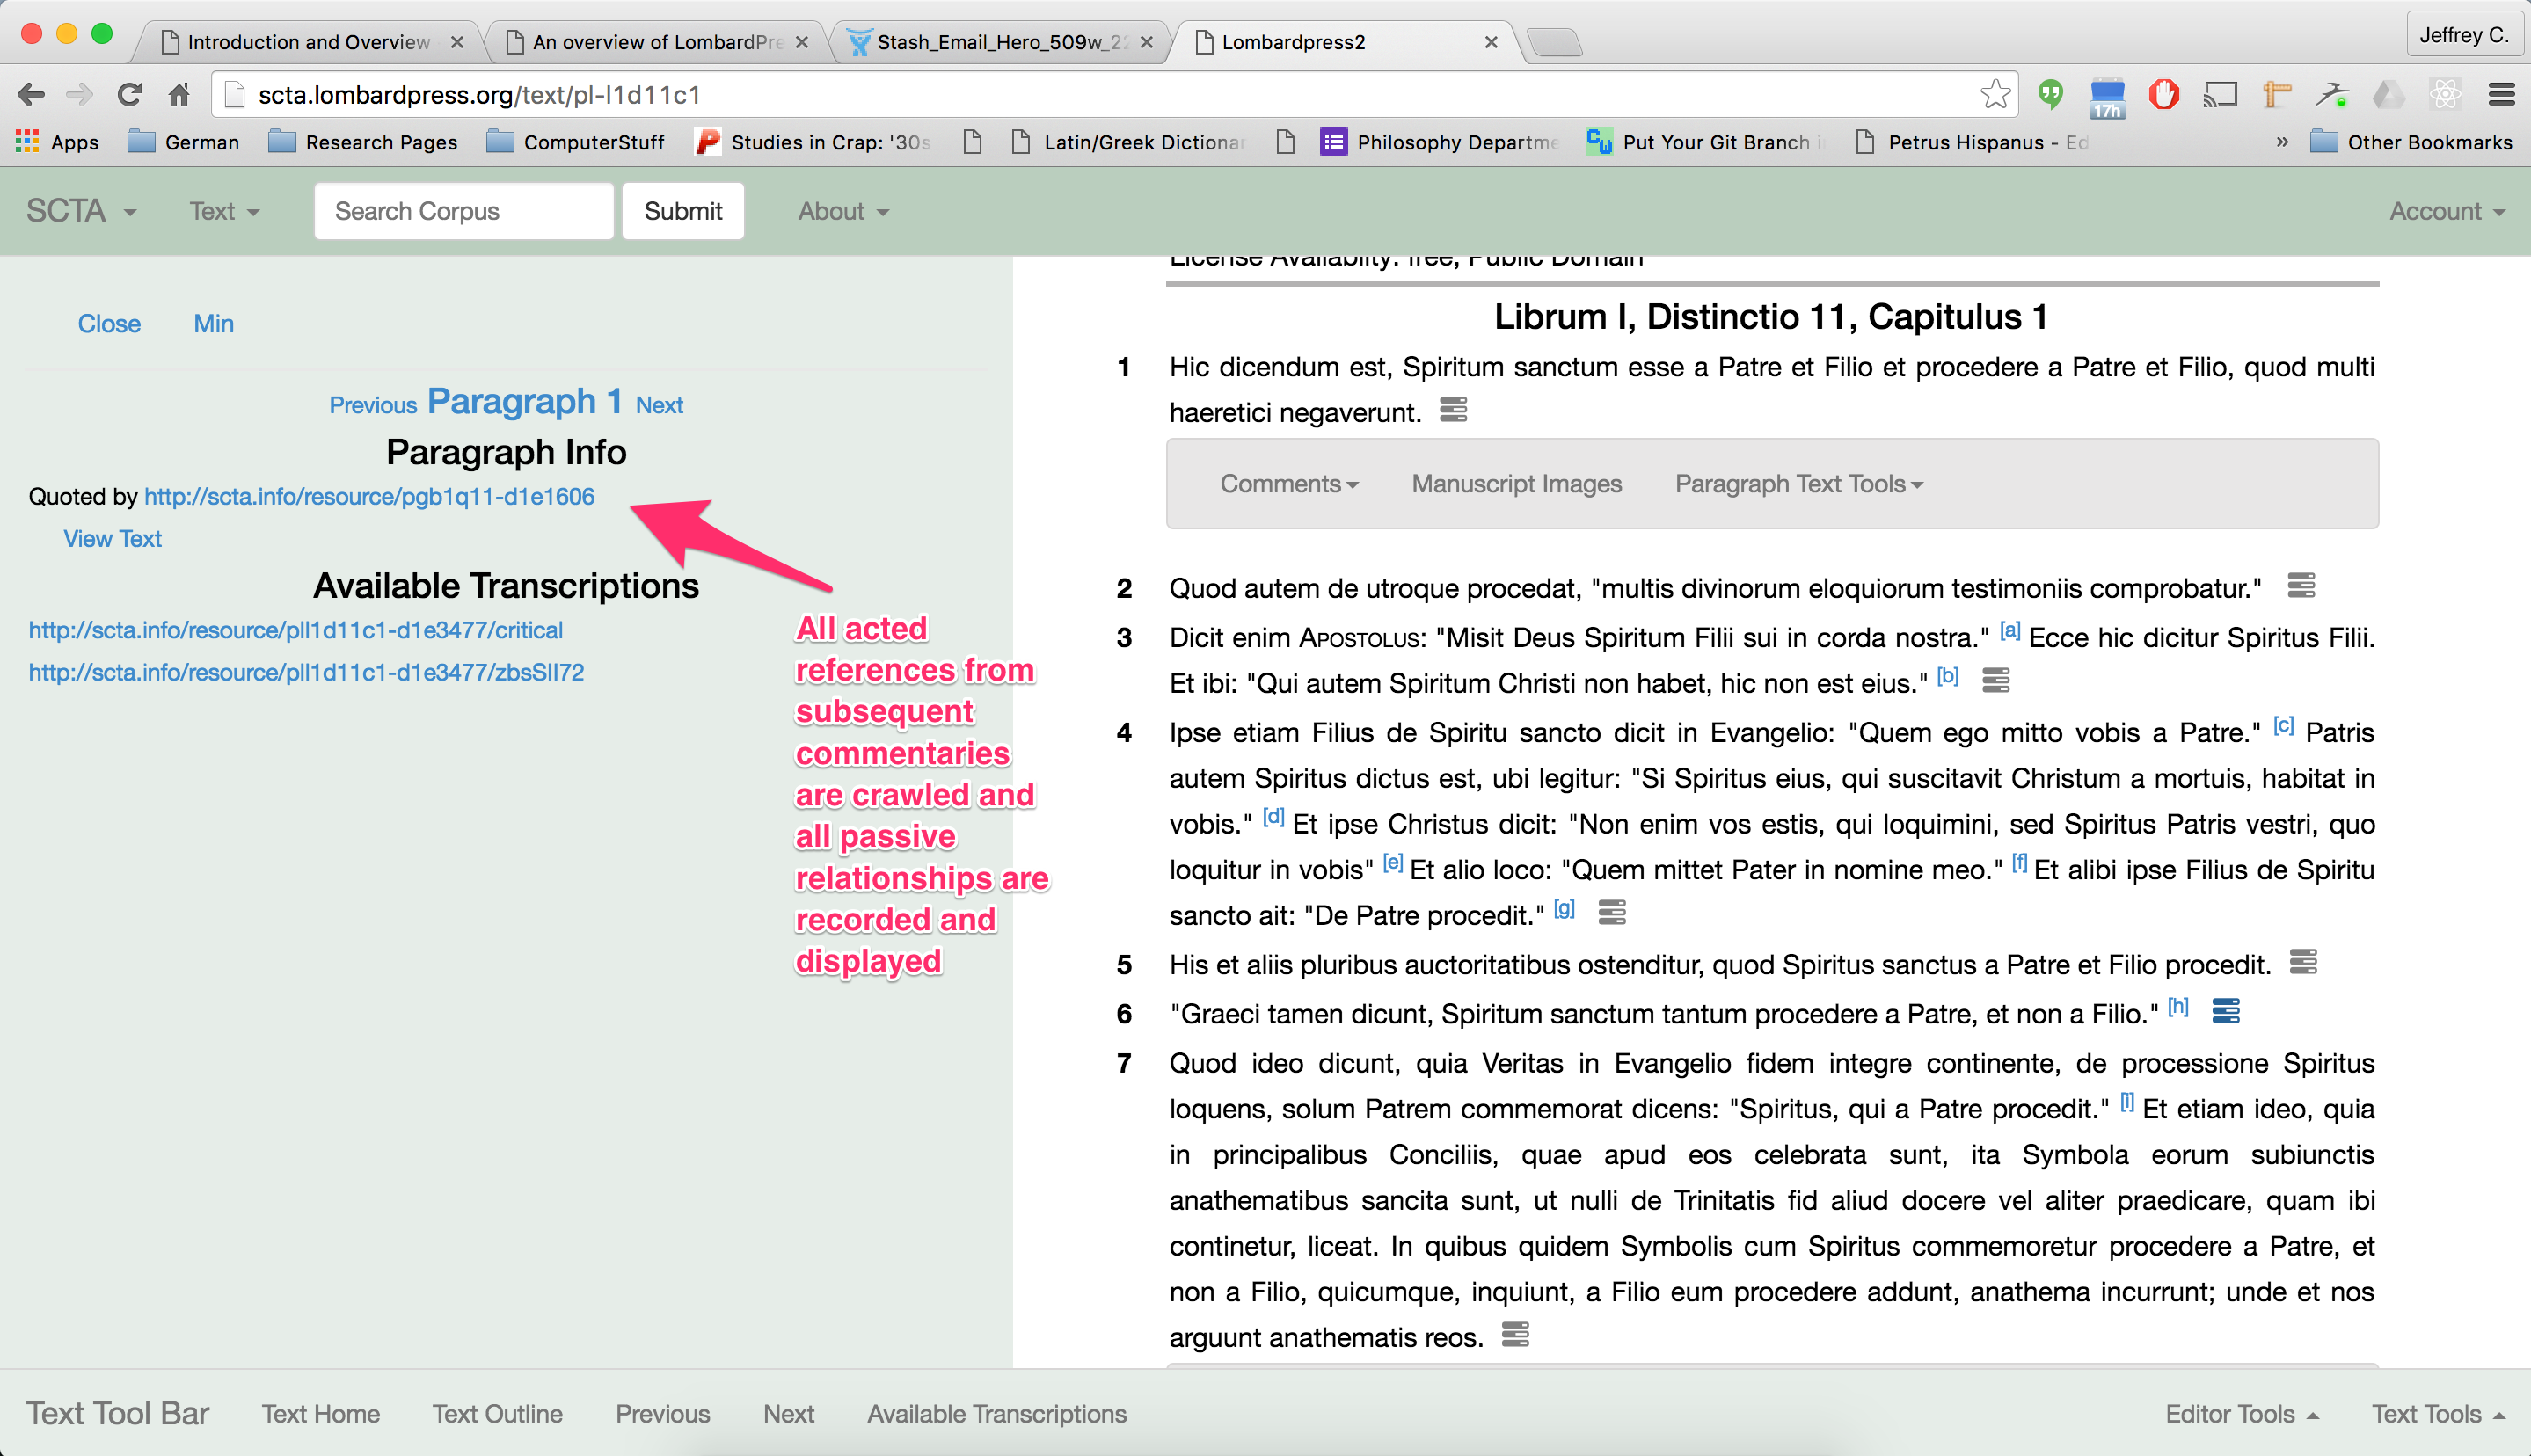 Introduction and Overview
An overview of LombardPre
Stash_Email_Hero_509w_22
Lombardpress2
Jeffrey C.
scta.lombardpress.org/text/pl-l1d11c1
17h
Apps
German
Research Pages
ComputerStuff
Studies in Crap: '30s
Latin/Greek Dictionar
Philosophy Departme
Put Your Git Branch i
Petrus Hispanus - Ed
»
Other Bookmarks
SCTA
Text
Search Corpus
Submit
About
Account
Close
Min
Previous Paragraph 1 Next
Paragraph Info
Quoted by http://scta.info/resource/pgb1q11-d1e1606
View Text
Available Transcriptions
http://scta.info/resource/pll1d11c1-d1e3477/critical
http://scta.info/resource/pll1d11c1-d1e3477/zbsSII72
All acted
references from
subsequent
commentaries
are crawled and
all passive
relationships are
recorded and
displayed
License Availablity: free, Public Domain
Librum I, Distinctio 11, Capitulus 1
1 Hic dicendum est, Spiritum sanctum esse a Patre et Filio et procedere a Patre et Filio, quod multi
haeretici negaverunt.
Comments
Manuscript Images
Paragraph Text Tools
2 Quod autem de utroque procedat, "multis divinorum eloquiorum testimoniis comprobatur."
3 Dicit enim APOSTOLUS: "Misit Deus Spiritum Filii sui in corda nostra." [a] Ecce hic dicitur Spiritus Filii.
Et ibi: "Qui autem Spiritum Christi non habet, hic non est eius." [b]
4 Ipse etiam Filius de Spiritu sancto dicit in Evangelio: "Quem ego mitto vobis a Patre." [c] Patris
autem Spiritus dictus est, ubi legitur: "Si Spiritus eius, qui suscitavit Christum a mortuis, habitat in
vobis." [d] Et ipse Christus dicit: "Non enim vos estis, qui loquimini, sed Spiritus Patris vestri, quo
loquitur in vobis" [e] Et alio loco: "Quem mittet Pater in nomine meo." [f] Et alibi ipse Filius de Spiritu
sancto ait: "De Patre procedit." [g]
5 His et aliis pluribus auctoritatibus ostenditur, quod Spiritus sanctus a Patre et Filio procedit.
6 "Graeci tamen dicunt, Spiritum sanctum tantum procedere a Patre, et non a Filio." [h]
7 Quod ideo dicunt, quia Veritas in Evangelio fidem integre continente, de processione Spiritus
loquens, solum Patrem commemorat dicens: "Spiritus, qui a Patre procedit." [i] Et etiam ideo, quia
in principalibus Conciliis, quae apud eos celebrata sunt, ita Symbola eorum subiunctis
anathematibus sancita sunt, ut nulli de Trinitatis fid aliud docere vel aliter praedicare, quam ibi
continetur, liceat. In quibus quidem Symbolis cum Spiritus commemoretur procedere a Patre, et
non a Filio, quicumque, inquiunt, a Filio eum procedere addunt, anathema incurrunt; unde et nos
arguunt anathematis reos.
Text Tool Bar
Text Home
Text Outline
Previous
Next
Available Transcriptions
Editor Tools
Text Tools